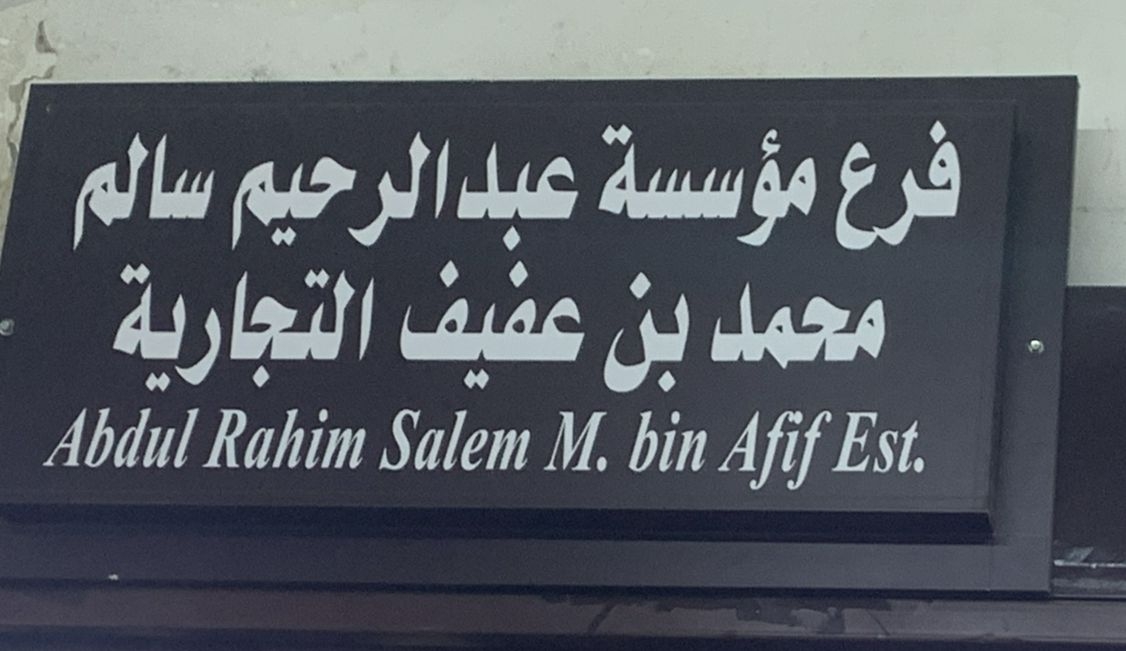 فرع مؤسسة عبدالرحيم سالم
محمد بن عفيف التجارية
Abdul Rahim Salem M. bin Afif Est.